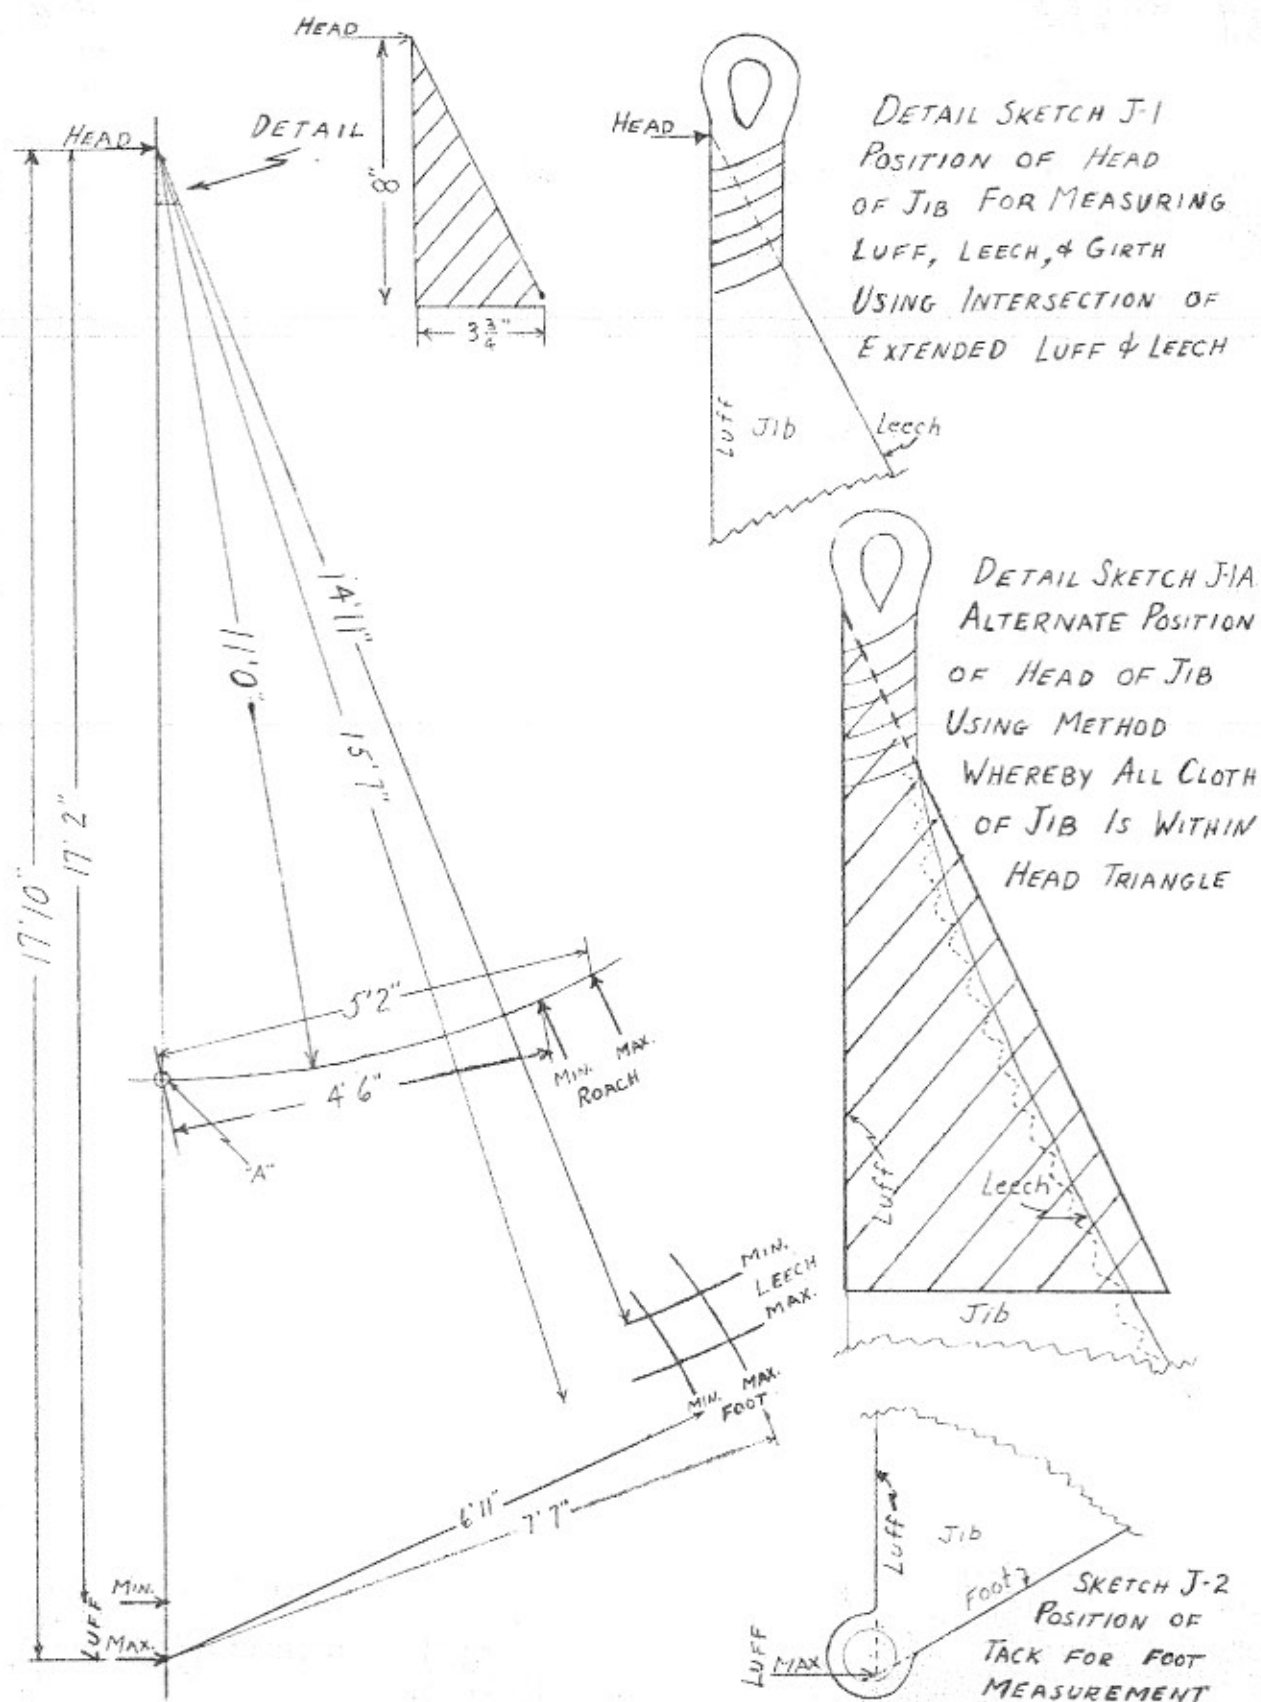 HEAD
8"
3 3/4"
HEAD
DETAIL
HEAD
DETAIL SKETCH J-1
POSITION OF HEAD
OF JIB FOR MEASURING
LUFF, LEECH, & GIRTH
USING INTERSECTION OF
EXTENDED LUFF & LEECH
Luff
Jib
Leech
14'11"
11'0"
15'7"
17'2"
17'10"
DETAIL SKETCH J-1A
ALTERNATE POSITION
OF HEAD OF JIB
USING METHOD
WHEREBY ALL CLOTH
OF JIB IS WITHIN
HEAD TRIANGLE
5'2"
4'6"
MIN. MAX.
ROACH
"A"
Luff
Leech
Jib
MIN.
LEECH
MAX.
MIN. MAX.
FOOT
6'11"
7'7"
MIN.
LUFF
MAX.
Luff
Jib
Foot
LUFF
MAX
SKETCH J-2
POSITION OF
TACK FOR FOOT
MEASUREMENT